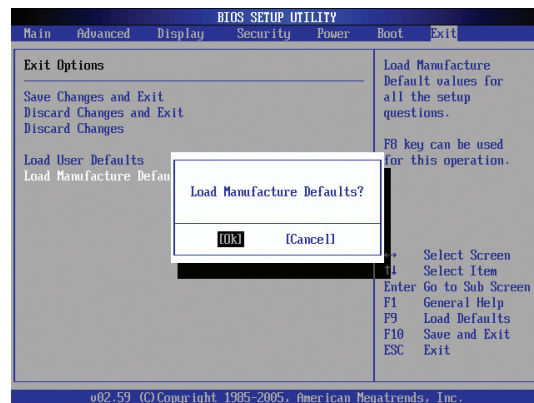 BIOS SETUP UTILITY
Main Advanced Display Security Power Boot Exit
Exit Options
Save Changes and Exit
Discard Changes and Exit
Discard Changes
Load User Defaults
Load Manufacture Defau
Load Manufacture Defaults?
[Ok] [Cancel]
Load Manufacture
Default values for
all the setup
questions.
F8 key can be used
for this operation.
↔ Select Screen
↑↓ Select Item
Enter Go to Sub Screen
F1 General Help
F9 Load Defaults
F10 Save and Exit
ESC Exit
v02.59 (C)Copyright 1985-2005, American Megatrends, Inc.